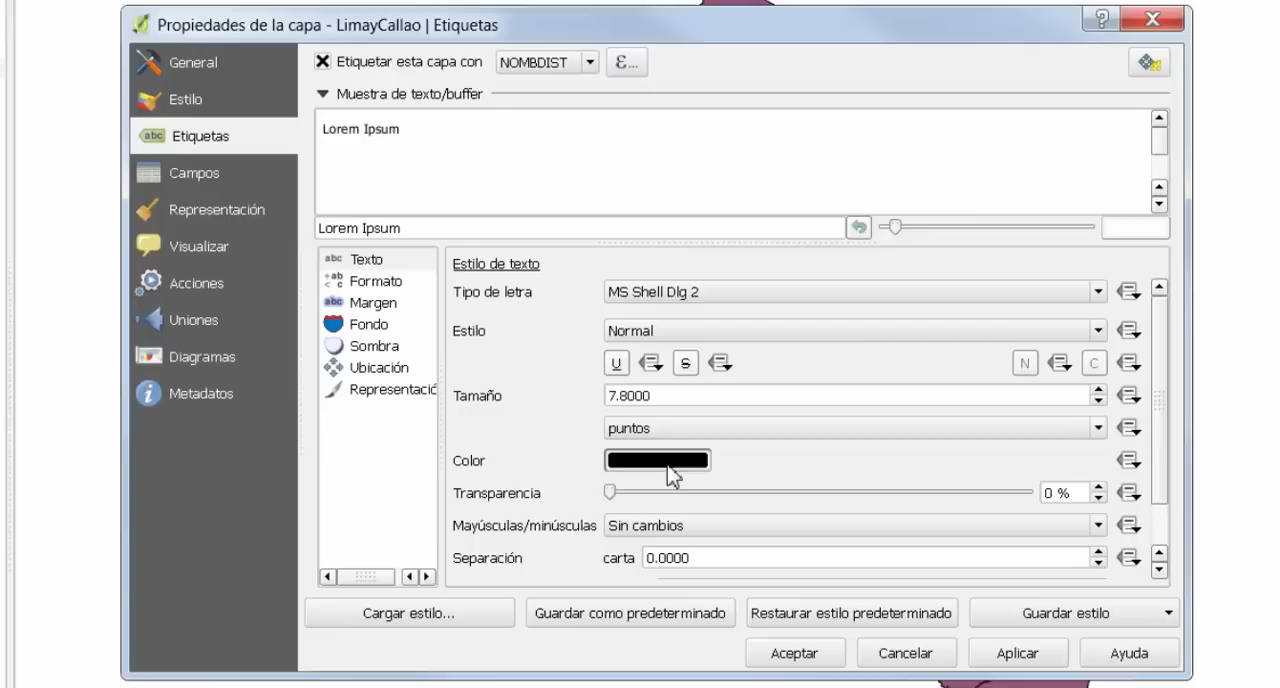 Propiedades de la capa - LimayCallao | Etiquetas
General
Estilo
Etiquetas
Campos
Representación
Visualizar
Acciones
Uniones
Diagramas
Metadatos
Etiquetar esta capa con NOMBDIST ε...
Muestra de texto/buffer
Lorem Ipsum
Lorem Ipsum
Texto
Formato
Margen
Fondo
Sombra
Ubicación
Representació
Estilo de texto
Tipo de letra MS Shell Dlg 2
Estilo Normal
U S N C
Tamaño 7.8000
puntos
Color
Transparencia 0 %
Mayúsculas/minúsculas Sin cambios
Separación carta 0.0000
Cargar estilo... Guardar como predeterminado Restaurar estilo predeterminado Guardar estilo
Aceptar Cancelar Aplicar Ayuda